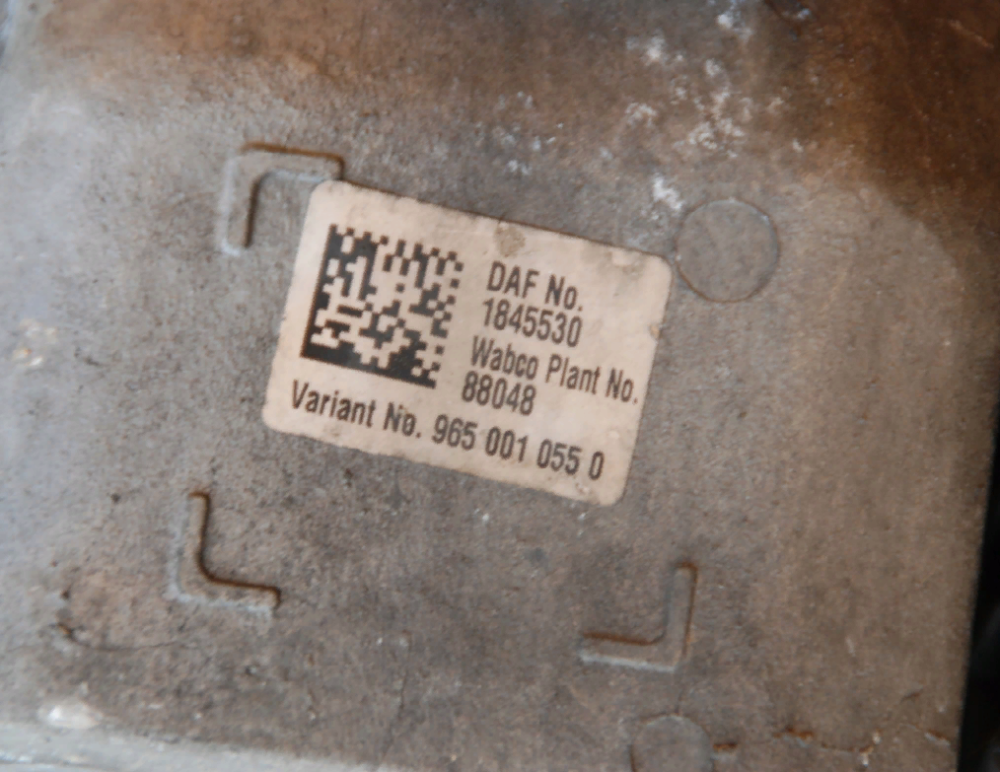 DAF No.
1845530
Wabco Plant No.
88048
Variant No. 965 001 055 0